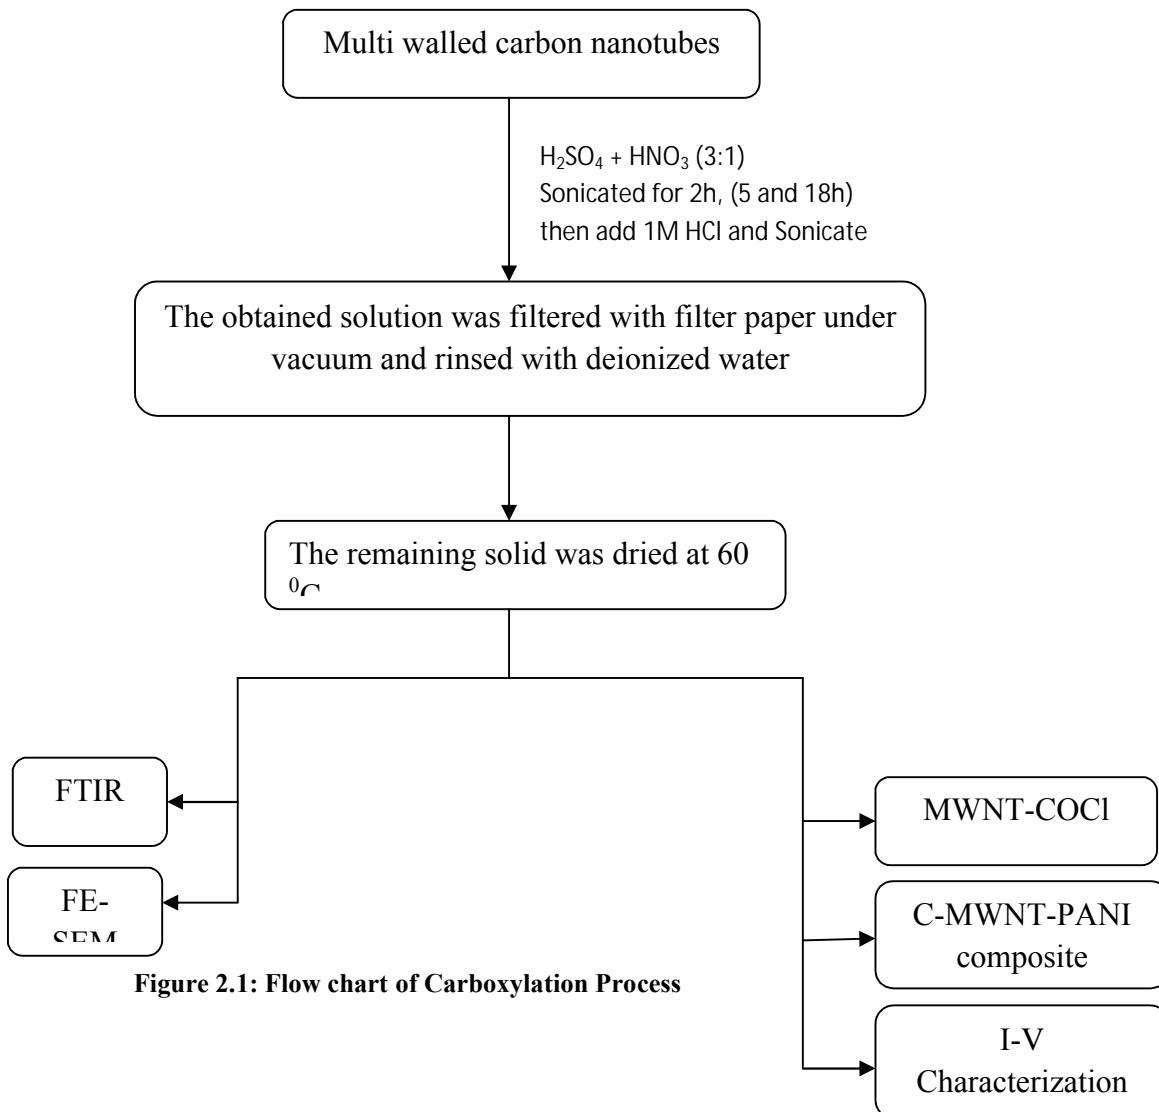 Multi walled carbon nanotubes
H₂SO₄ + HNO₃ (3:1)
Sonicated for 2h, (5 and 18h)
then add 1M HCl and Sonicate
The obtained solution was filtered with filter paper under
vacuum and rinsed with deionized water
The remaining solid was dried at 60
⁰C
FTIR
FE-
SEM
MWNT-COCl
C-MWNT-PANI
composite
I-V
Characterization
Figure 2.1: Flow chart of Carboxylation Process